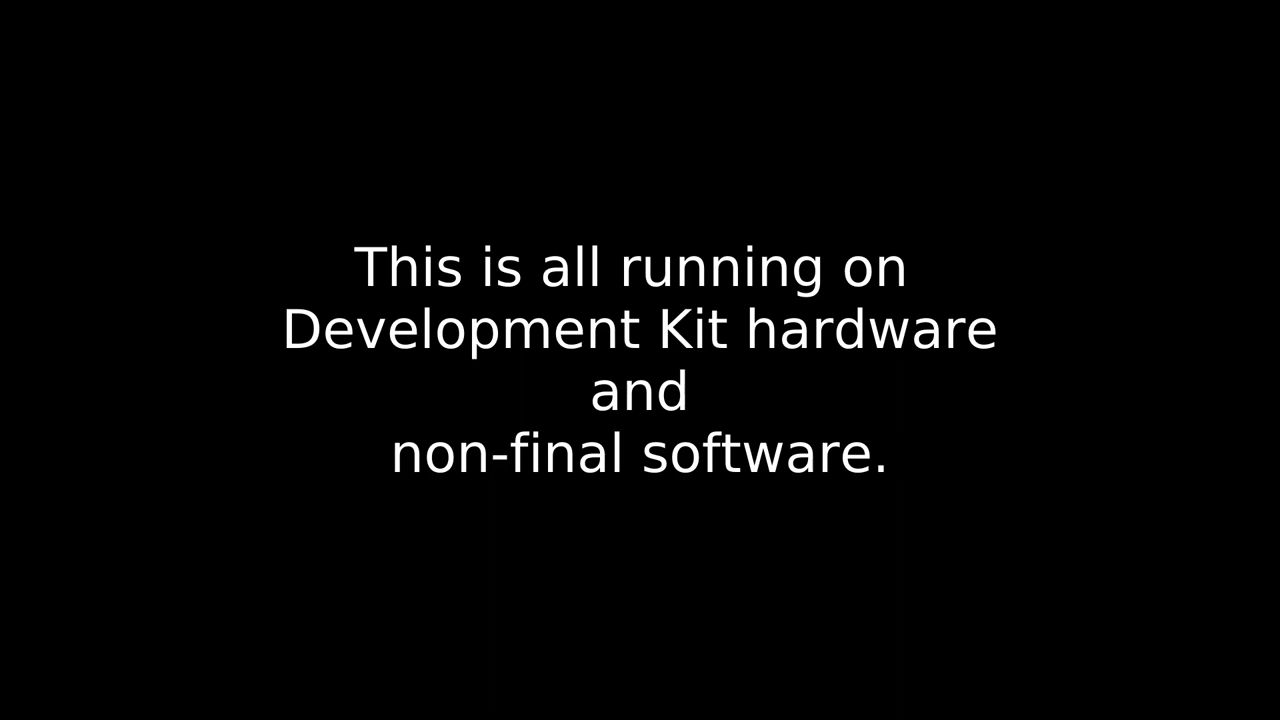 This is all running on
Development Kit hardware
and
non-final software.